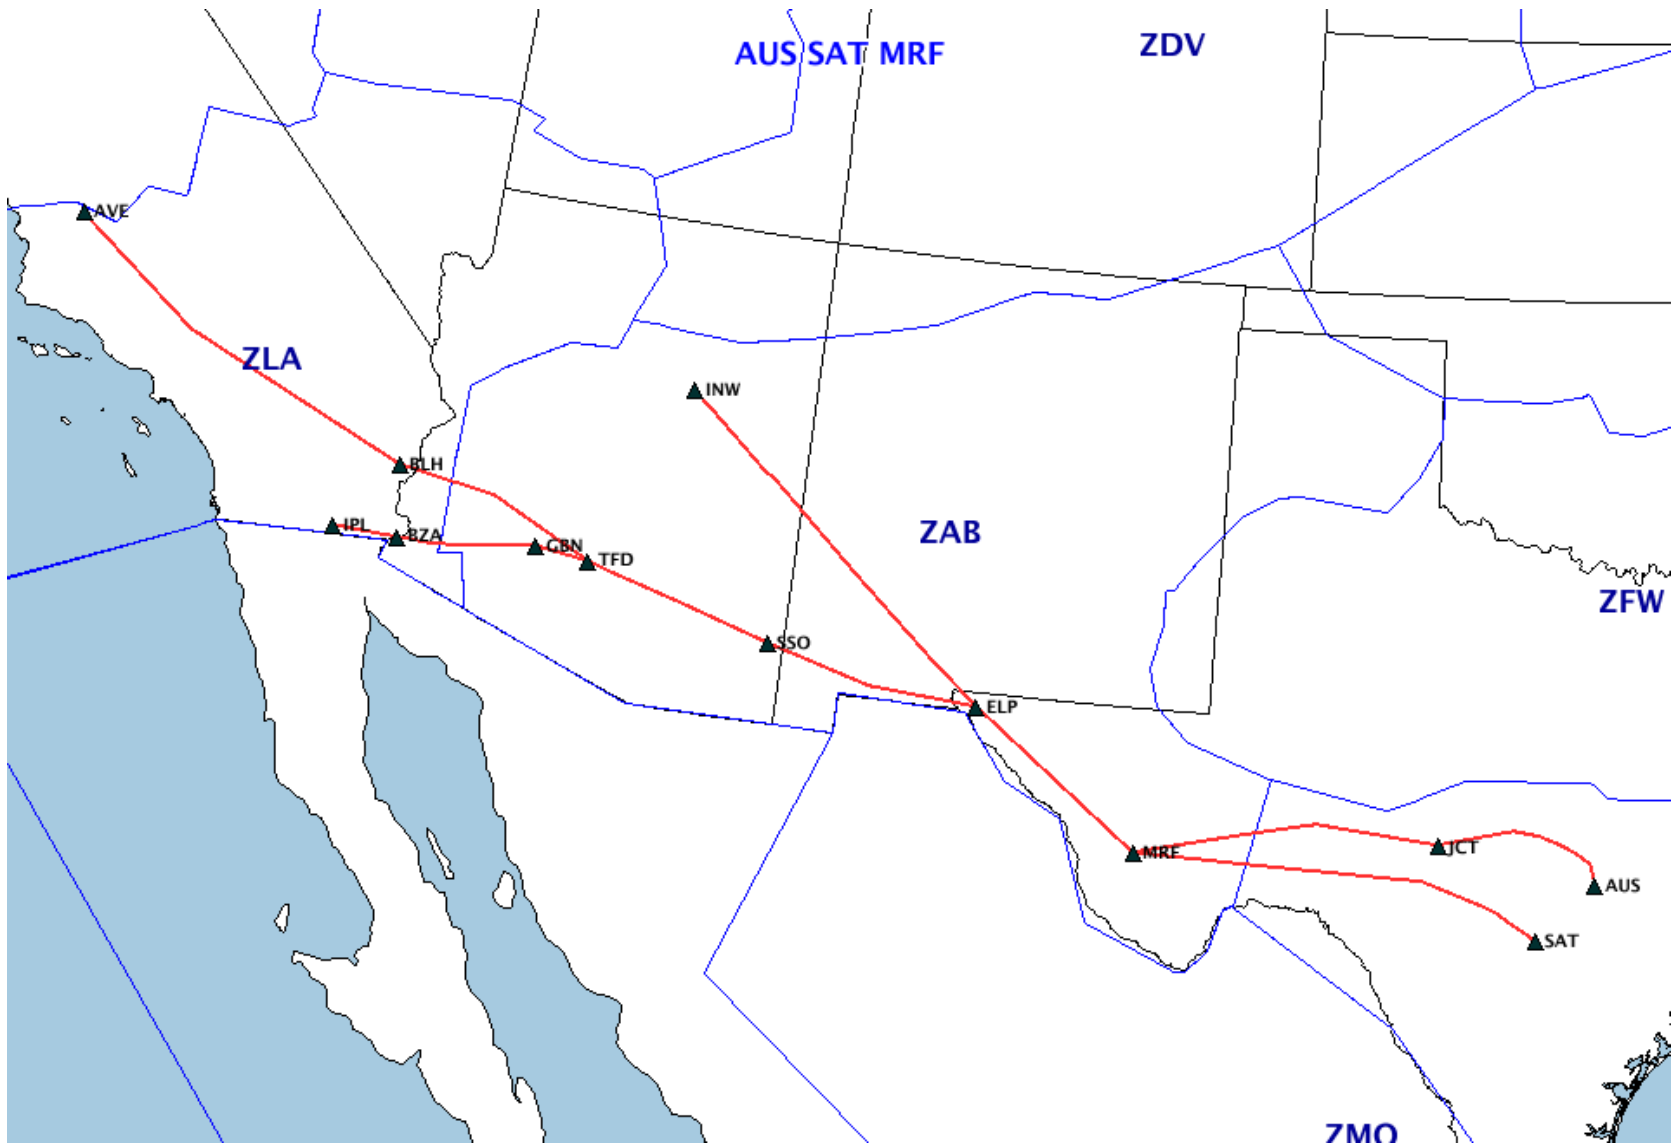 ZDV
AUS SAT MRF
AVE
ZLA
INW
BLH
IPL
BZA
GBN
TFD
ZAB
ZFW
SSO
ELP
MRF
JCT
AUS
SAT
ZMO